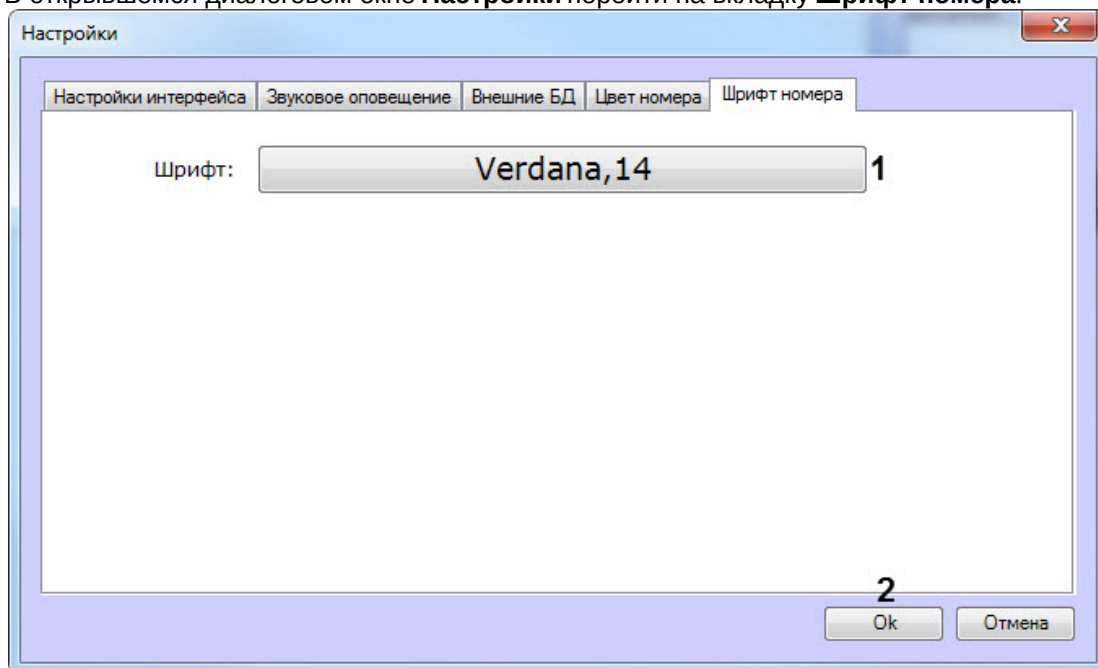 В открывшемся диалоговом окне Настройки перейти на вкладку Шрифт номера.
Настройки
Настройки интерфейса Звуковое оповещение Внешние БД Цвет номера Шрифт номера
Шрифт: Verdana,14 1
2
Ok Отмена